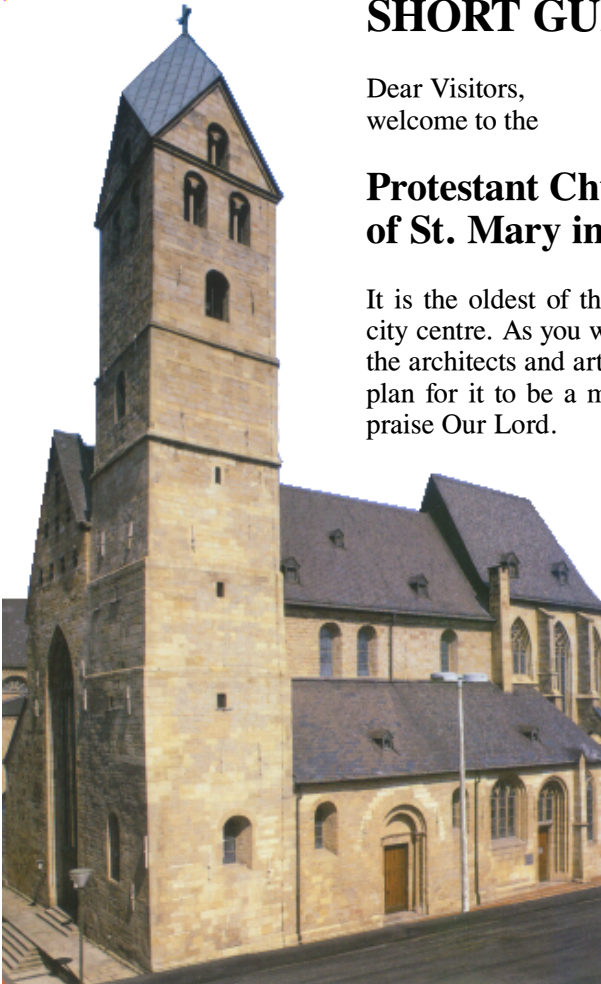 SHORT GU
Dear Visitors,
welcome to the
Protestant Ch
of St. Mary in
It is the oldest of th
city centre. As you w
the architects and art
plan for it to be a m
praise Our Lord.